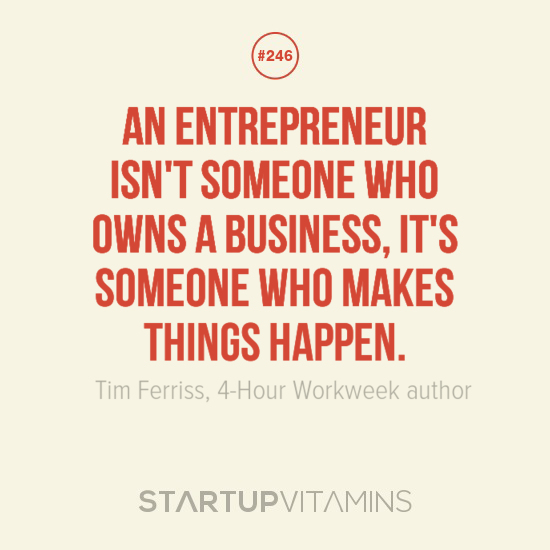 #246
AN ENTREPRENEUR
ISN'T SOMEONE WHO
OWNS A BUSINESS, IT'S
SOMEONE WHO MAKES
THINGS HAPPEN.
Tim Ferriss, 4-Hour Workweek author
STARTUPVITAMINS